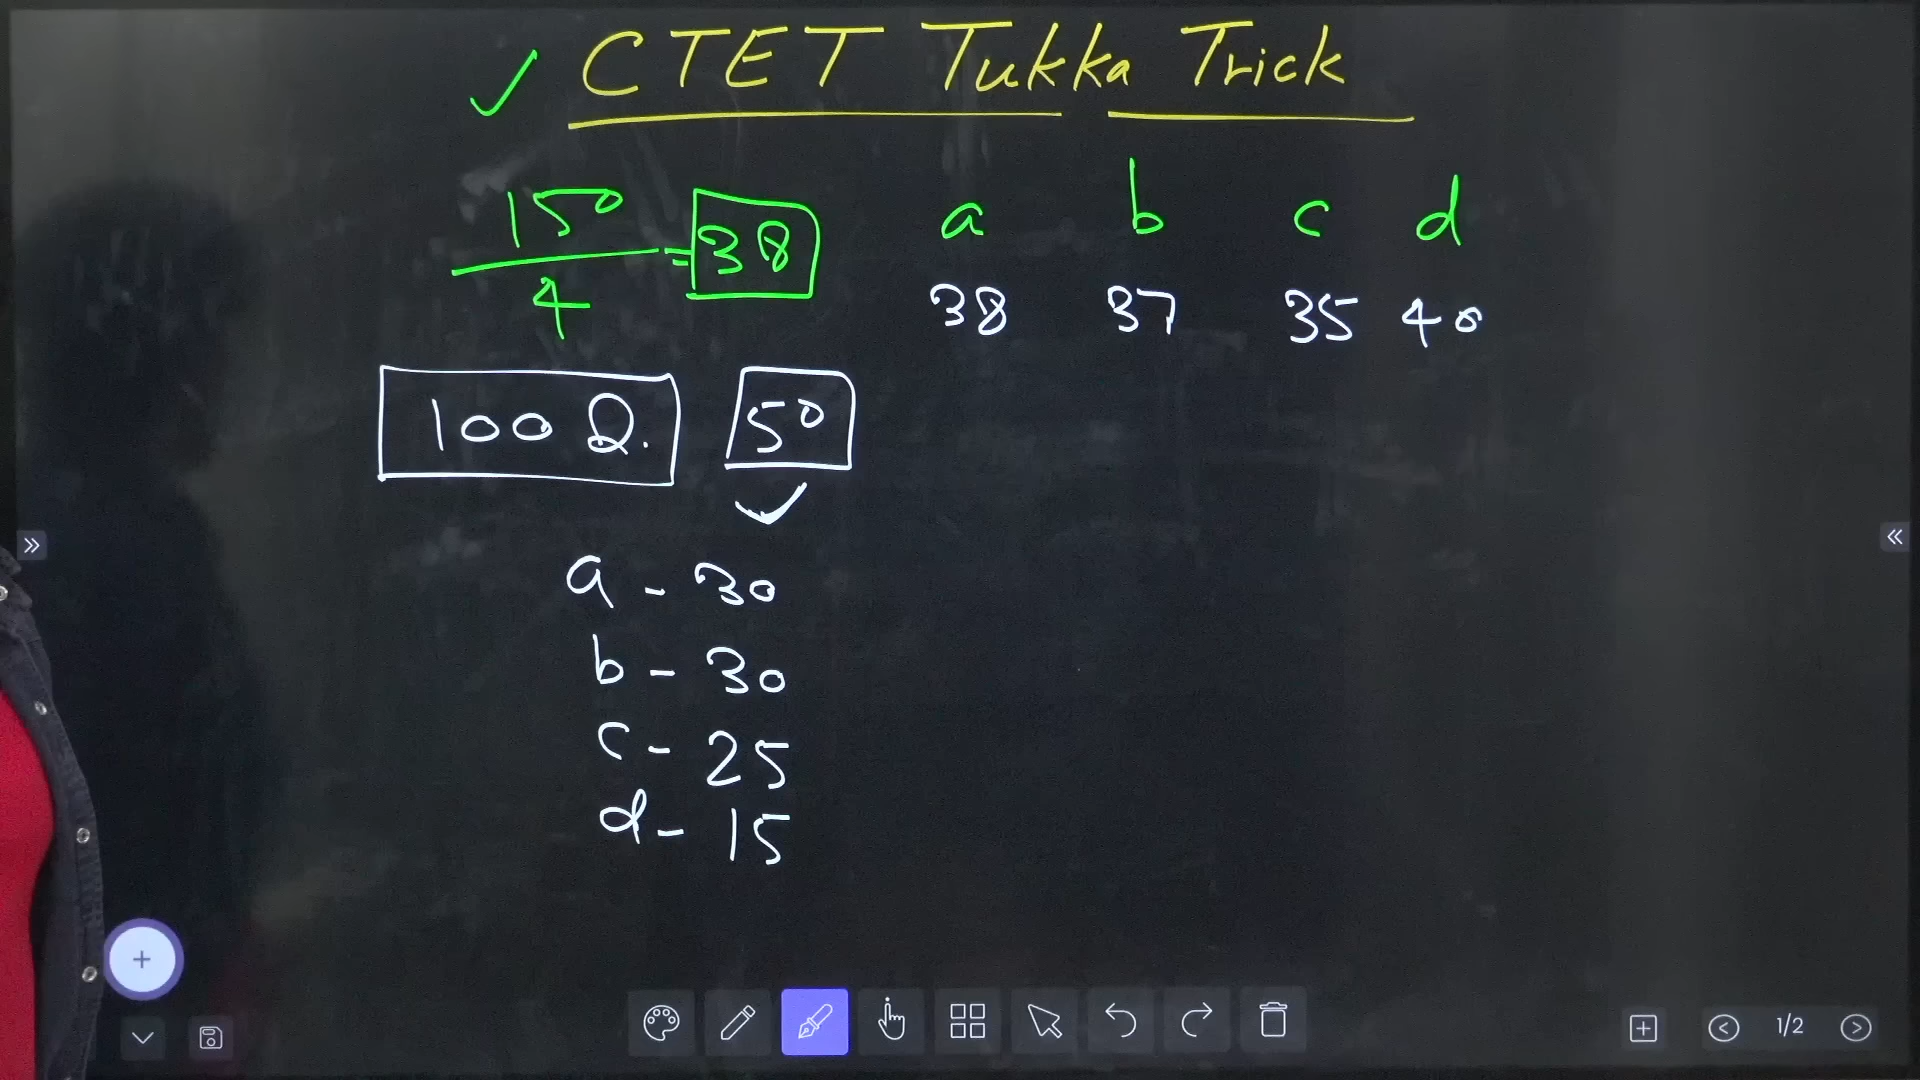 ✓ CTET Tukka Trick
150/4 = 38
a b c d
38 37 35 40
100 Q. 50
✓
a - 30
b - 30
c - 25
d - 15
1/2